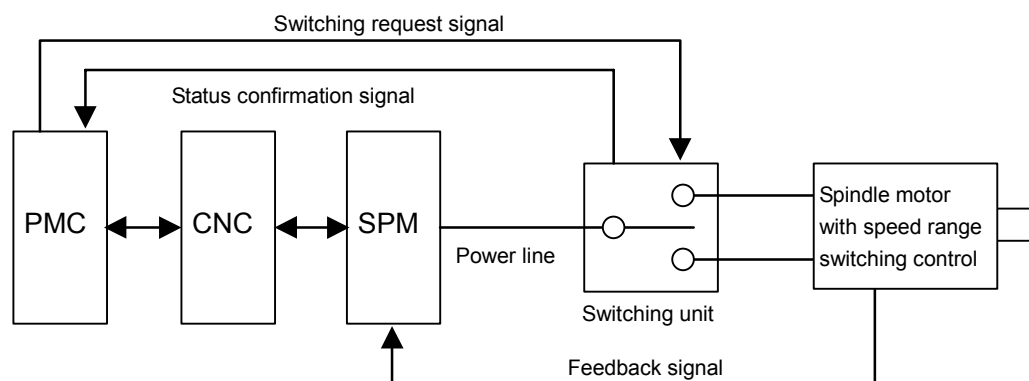 Switching request signal
Status confirmation signal
PMC
CNC
SPM
Power line
Switching unit
Spindle motor
with speed range
switching control
Feedback signal